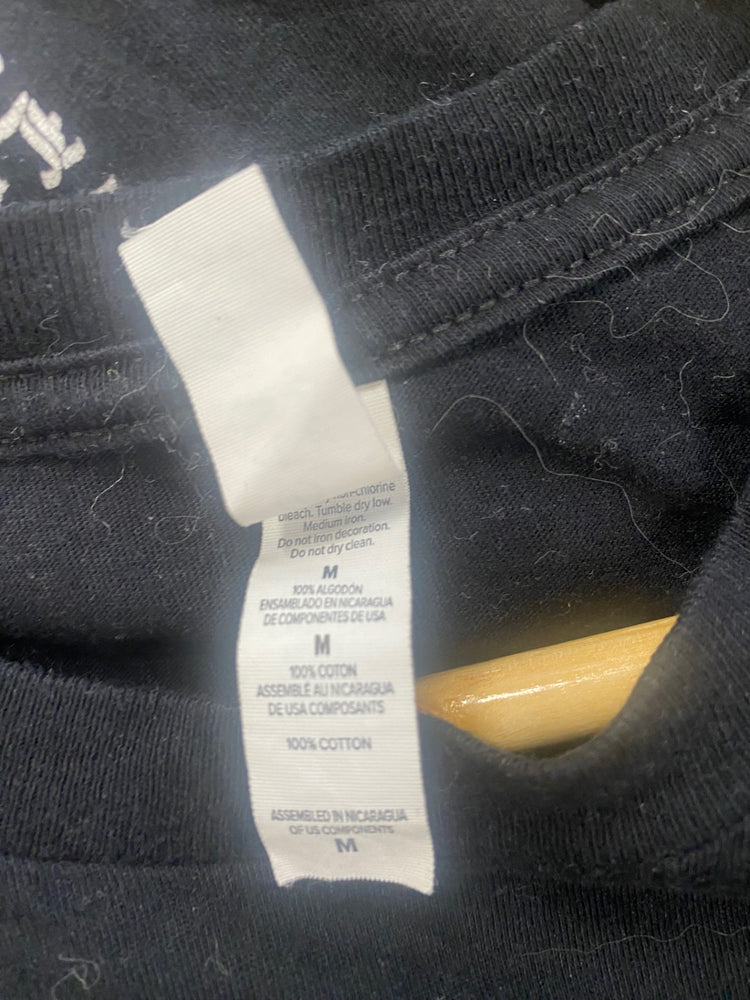 non-chlorine
bleach. Tumble dry low.
Medium iron.
Do not iron decoration.
Do not dry clean.
M
100% ALGODÓN
ENSAMBLADO EN NICARAGUA
DE COMPONENTES DE USA
M
100% COTON
ASSEMBLÉ AU NICARAGUA
DE USA COMPOSANTS
100% COTTON
ASSEMBLED IN NICARAGUA
OF US COMPONENTS
M